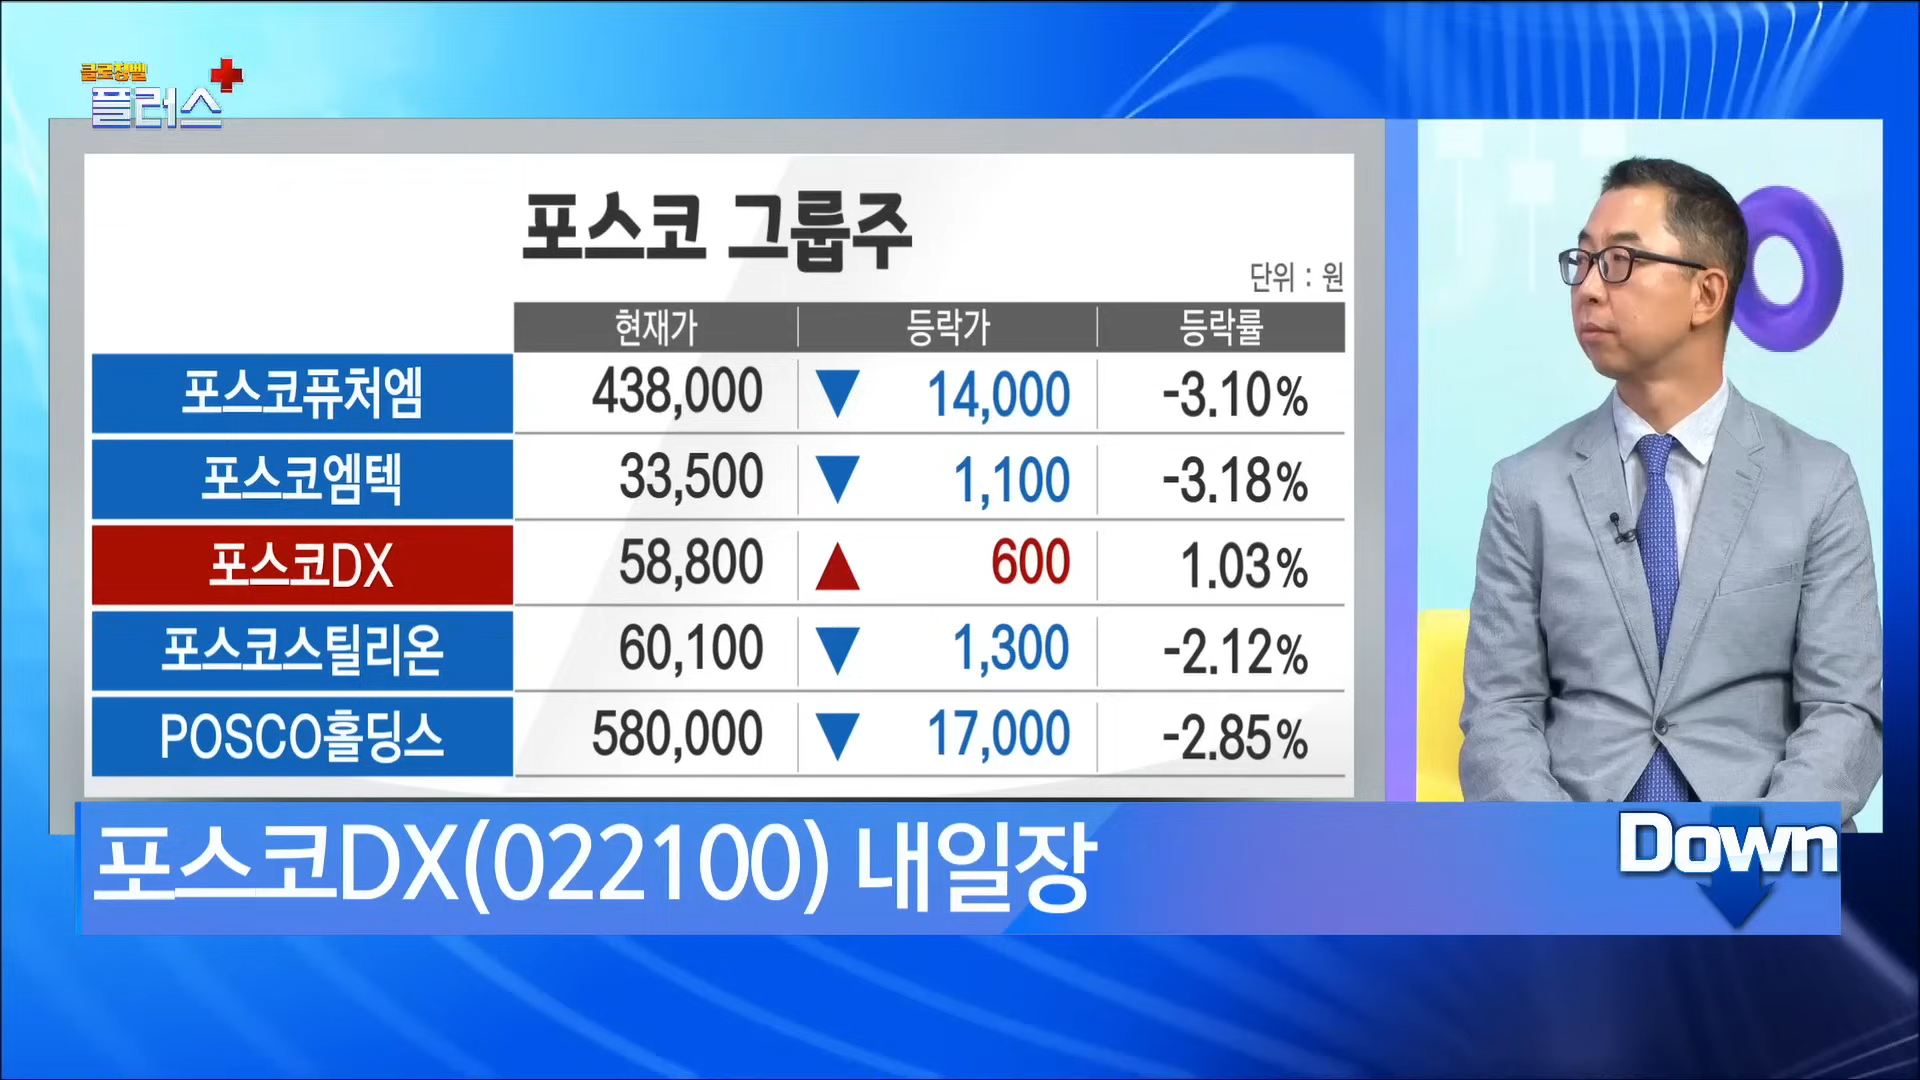 클로징벨
플러스
포스코 그룹주
단위 : 원
현재가 등락가 등락률
포스코퓨처엠 438,000 ▼ 14,000 -3.10%
포스코엠텍 33,500 ▼ 1,100 -3.18%
포스코DX 58,800 ▲ 600 1.03%
포스코스틸리온 60,100 ▼ 1,300 -2.12%
POSCO홀딩스 580,000 ▼ 17,000 -2.85%
포스코DX(022100) 내일장
Down